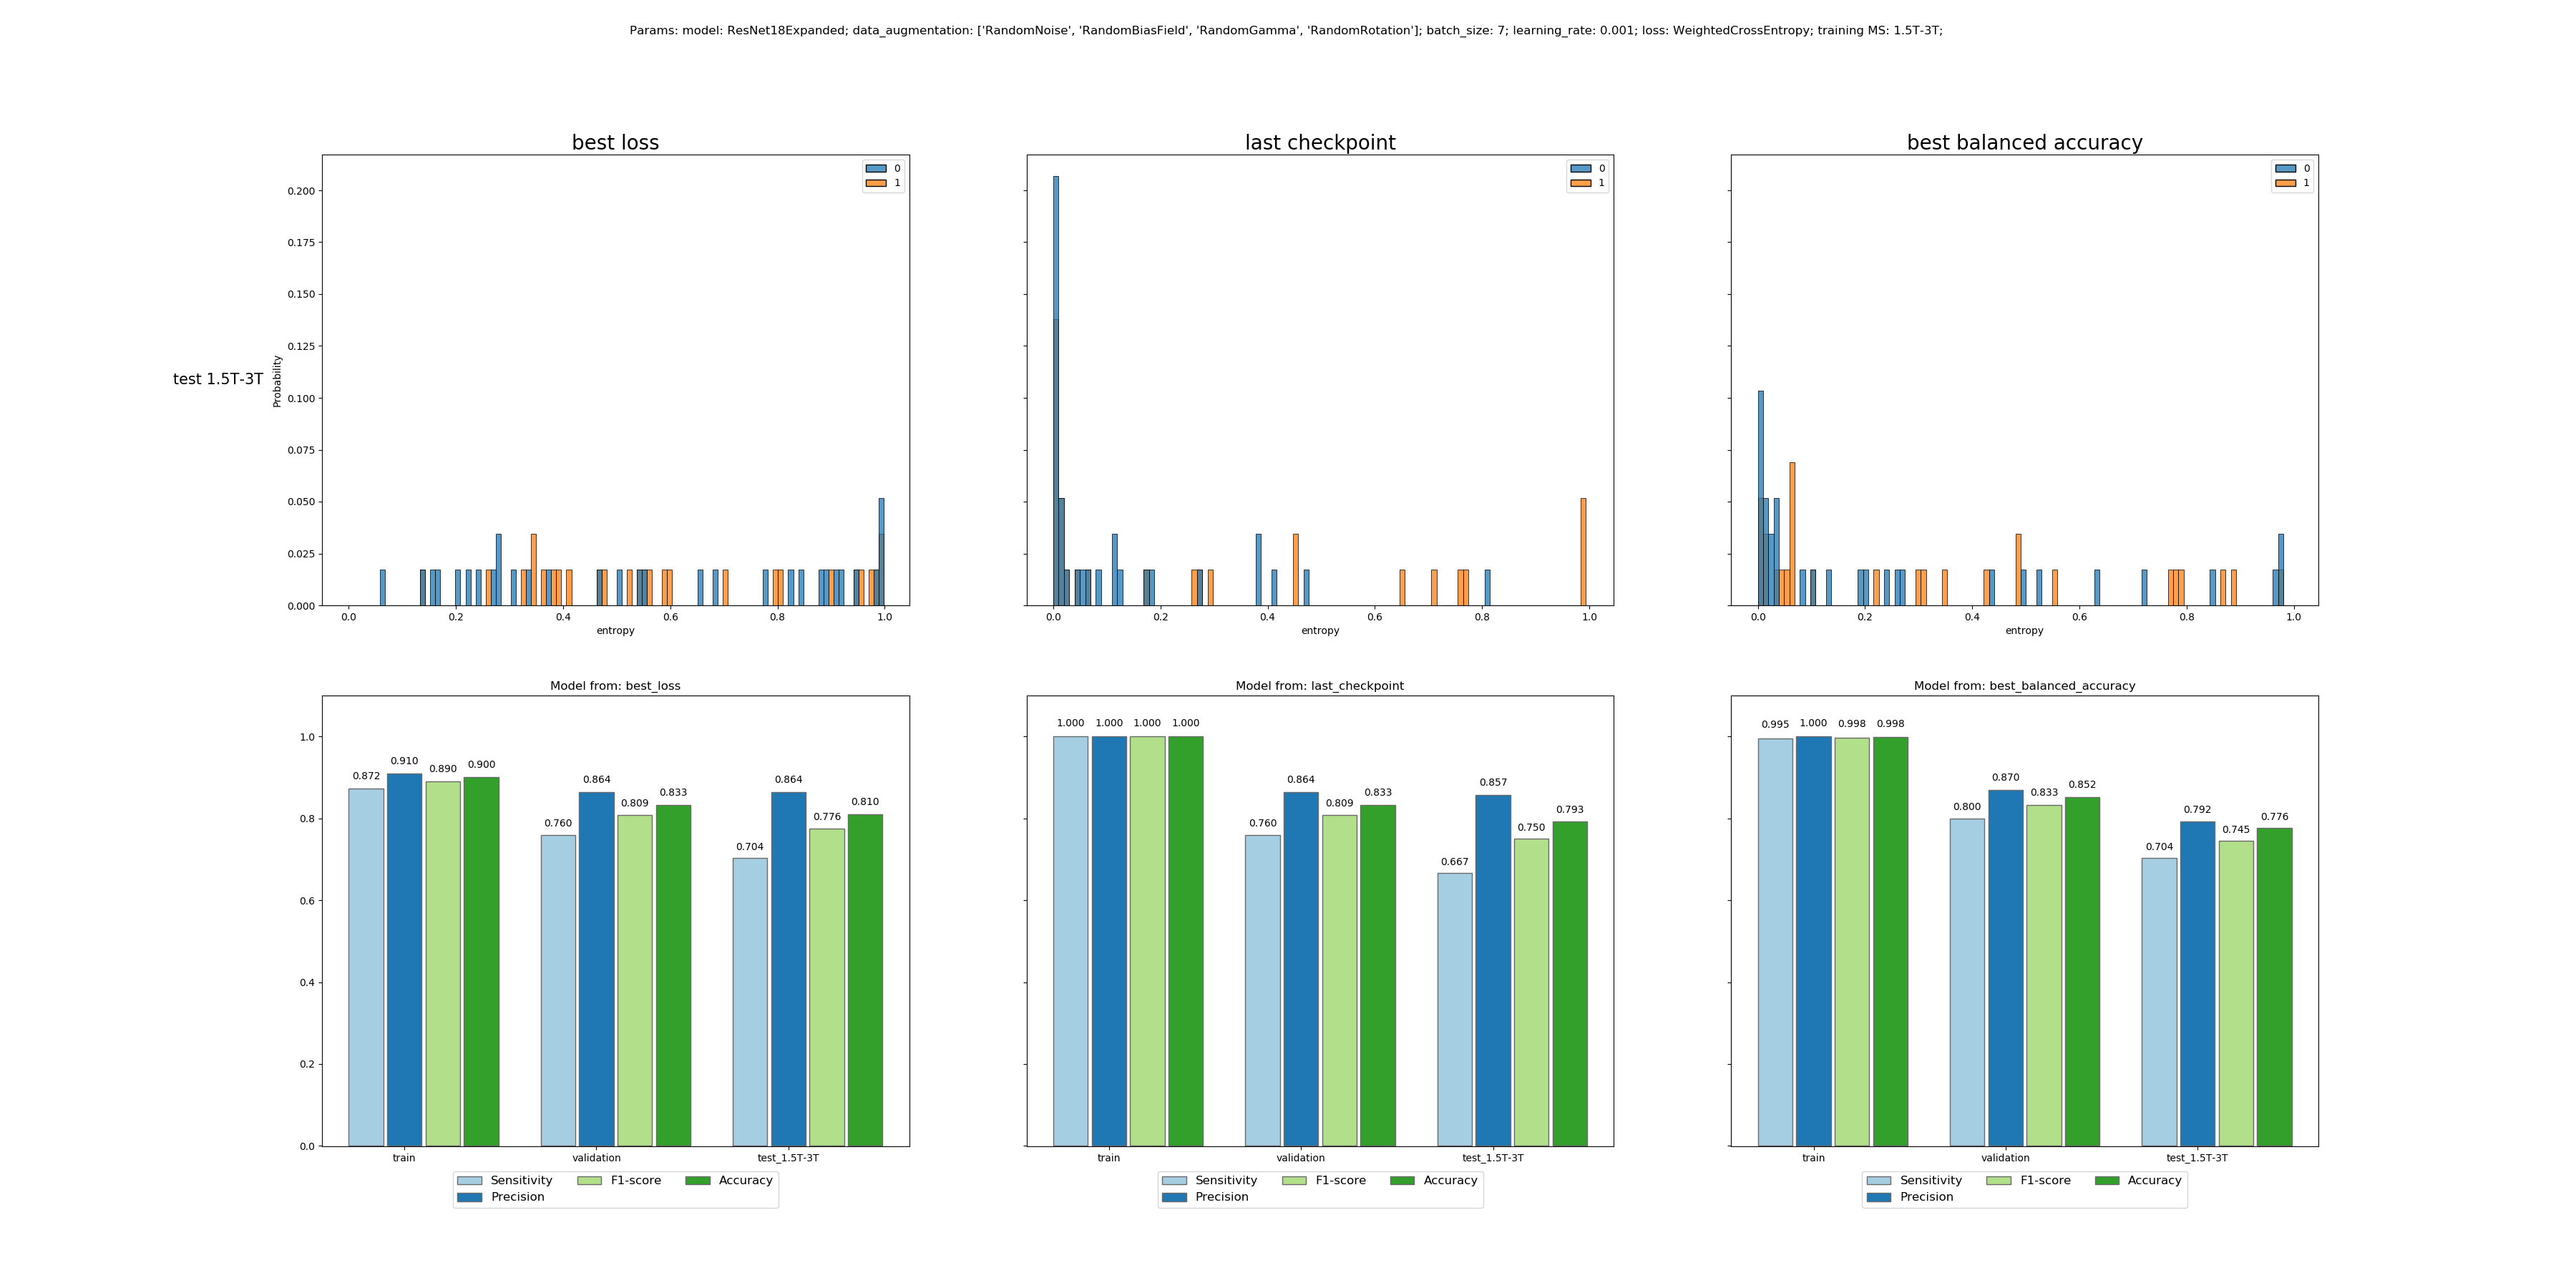 Params: model: ResNet18Expanded; data_augmentation: ['RandomNoise', 'RandomBiasField', 'RandomGamma', 'RandomRotation']; batch_size: 7; learning_rate: 0.001; loss: WeightedCrossEntropy; training MS: 1.5T-3T;
best loss
0
1
test 1.5T-3T
Probability
0.200
0.175
0.150
0.125
0.100
0.075
0.050
0.025
0.000
0.0 0.2 0.4 0.6 0.8 1.0
entropy
last checkpoint
0
1
0.0 0.2 0.4 0.6 0.8 1.0
entropy
best balanced accuracy
0
1
0.0 0.2 0.4 0.6 0.8 1.0
entropy
Model from: best_loss
1.0
0.8
0.6
0.4
0.2
0.0
0.872 0.910 0.890 0.900
0.760 0.864 0.809 0.833
0.704 0.864 0.776 0.810
train validation test_1.5T-3T
Sensitivity F1-score Accuracy
Precision
Model from: last_checkpoint
1.000 1.000 1.000 1.000
0.760 0.864 0.809 0.833
0.667 0.857 0.750 0.793
train validation test_1.5T-3T
Sensitivity F1-score Accuracy
Precision
Model from: best_balanced_accuracy
0.995 1.000 0.998 0.998
0.800 0.870 0.833 0.852
0.704 0.792 0.745 0.776
train validation test_1.5T-3T
Sensitivity F1-score Accuracy
Precision